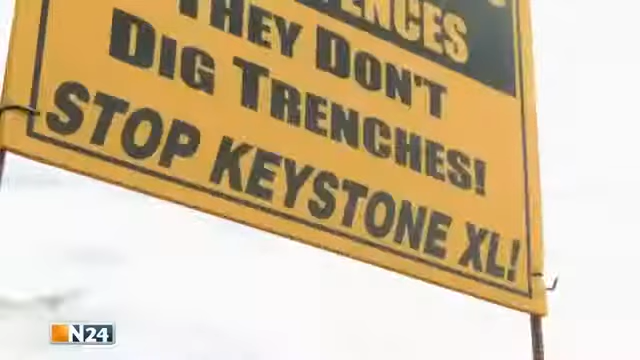 THEY DON'T
DIG TRENCHES!
STOP KEYSTONE XL!
N24